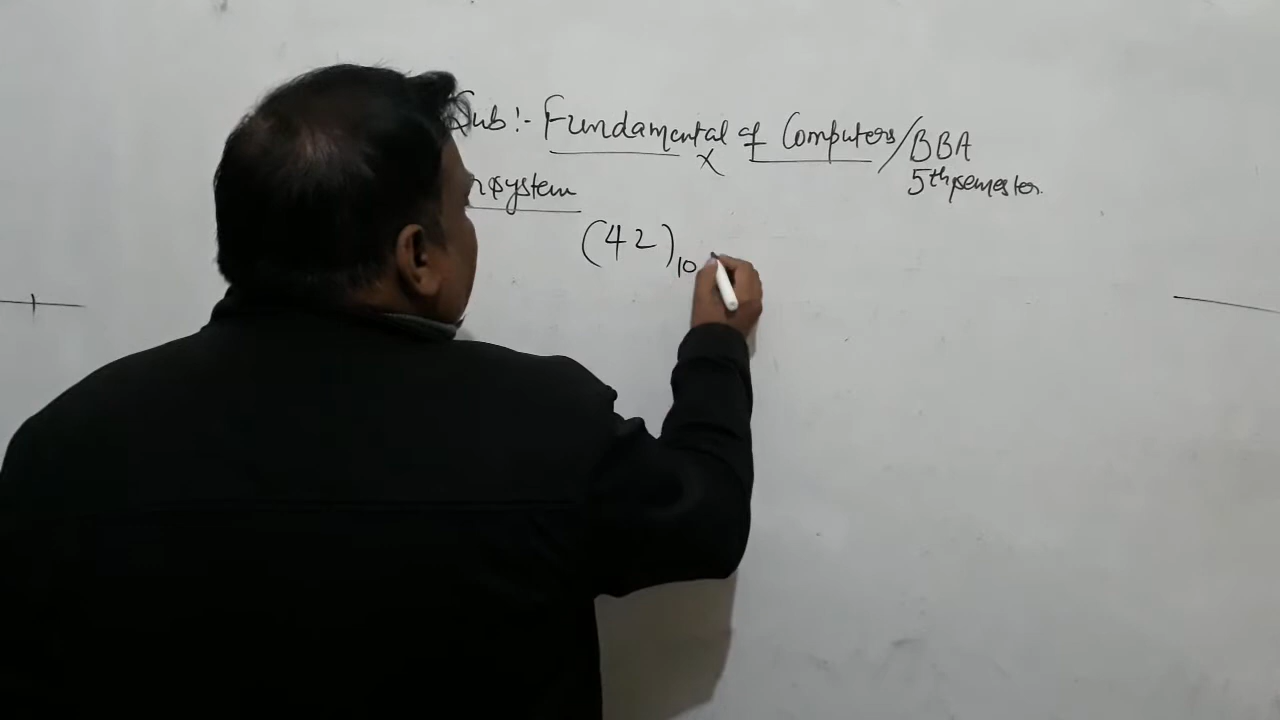 Sub:- Fundamental of Computers/BBA
X
5th semester.
system
(42)10